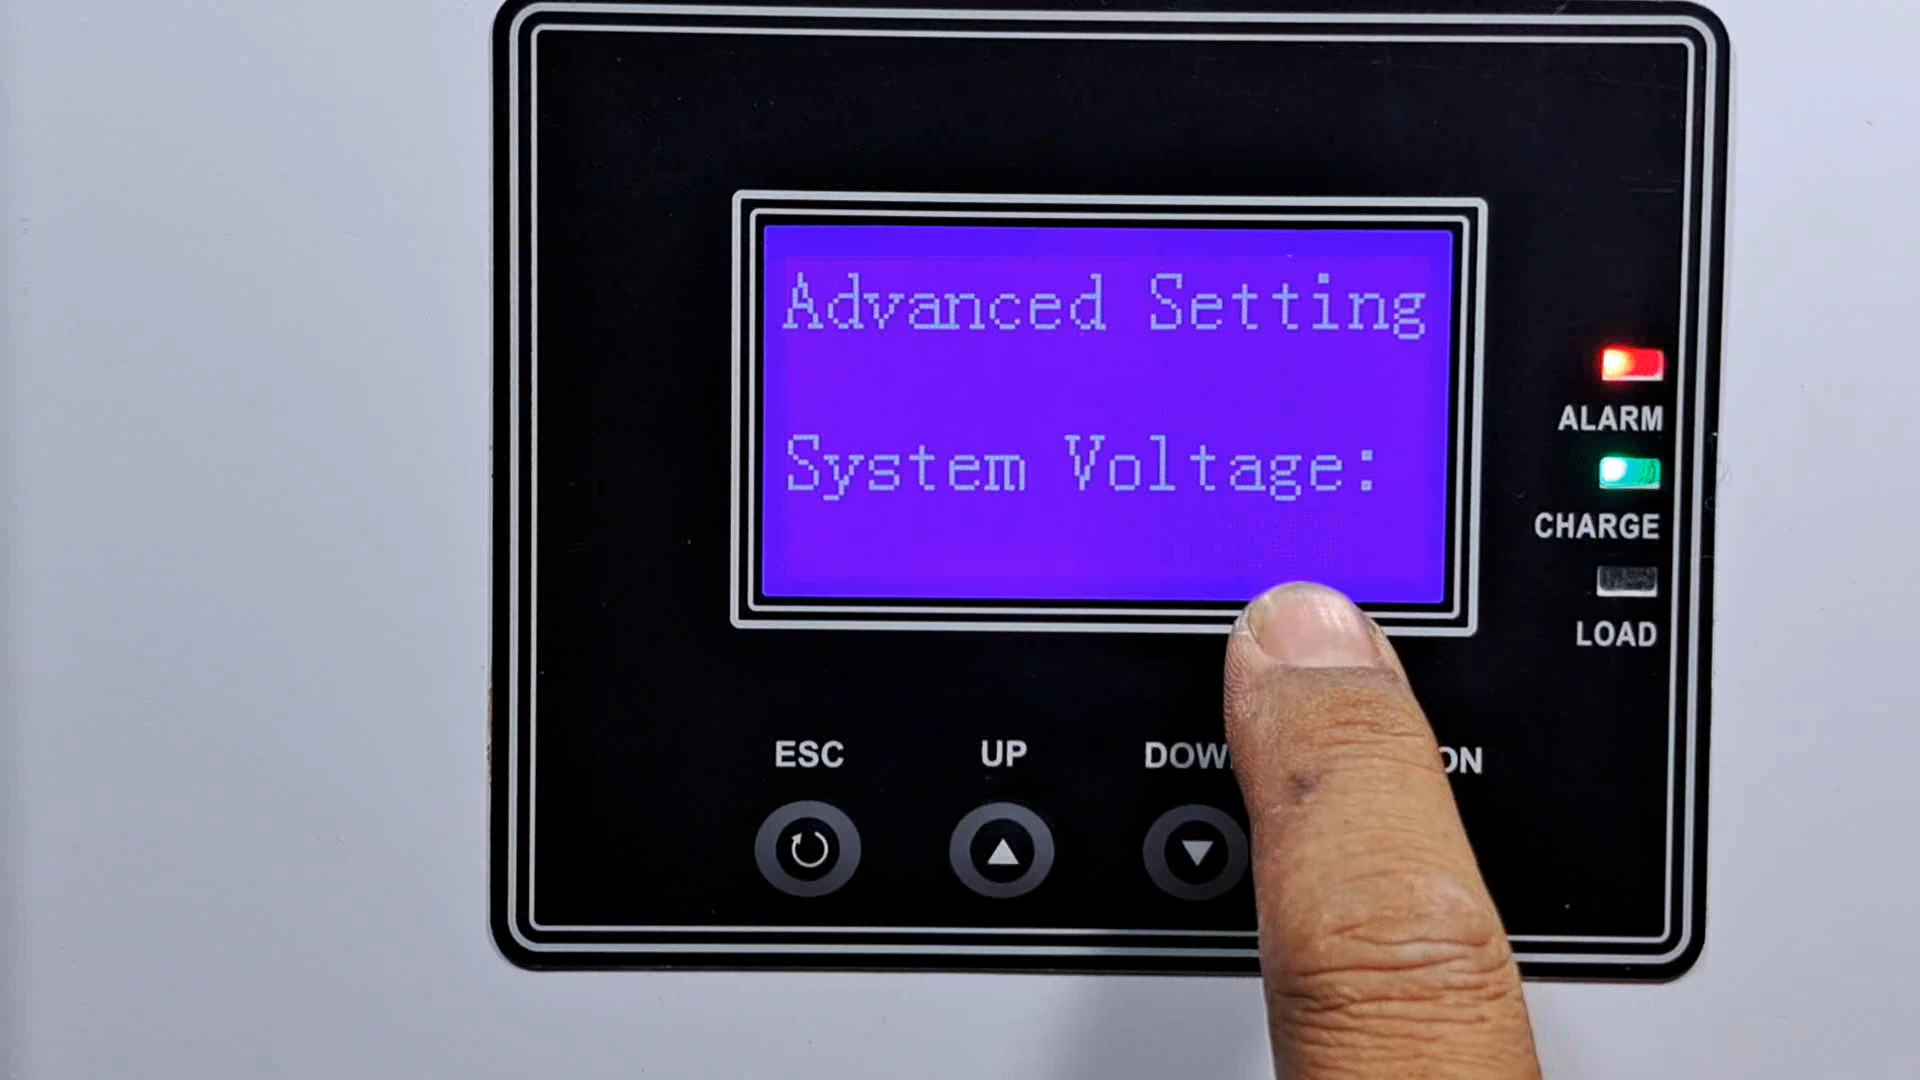 Advanced Setting
System Voltage:
ALARM
CHARGE
LOAD
ESC UP